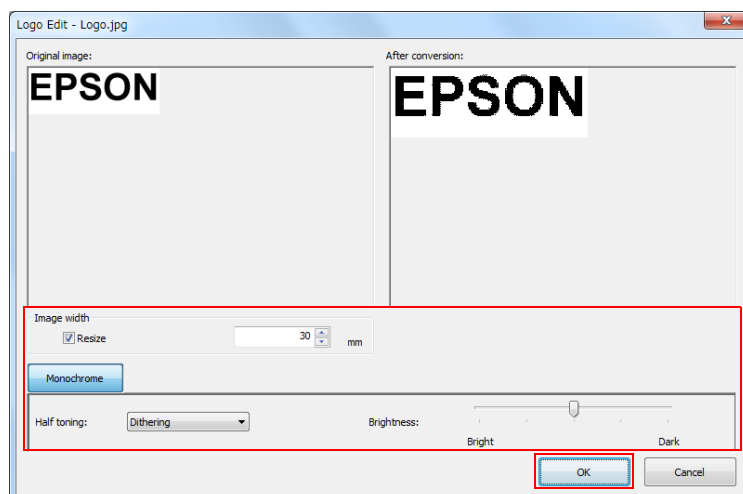 Logo Edit - Logo.jpg
Original image:
After conversion:
EPSON
EPSON
Image width
Resize
30
mm
Monochrome
Half toning:
Dithering
Brightness:
Bright
Dark
OK
Cancel